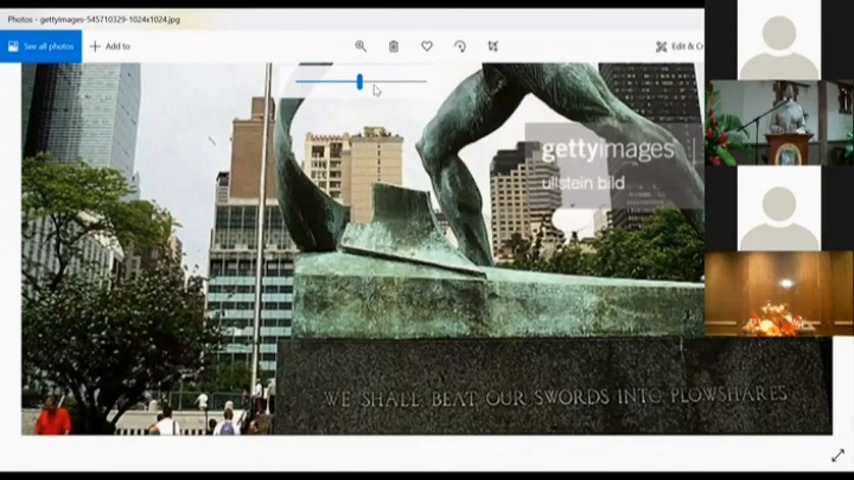 Photos - gettyimages-545710329-1024x1024.jpg
See all photos
Add to
Edit & Cr
gettyimages
ullstein bild
WE SHALL BEAT OUR SWORDS INTO PLOWSHARES